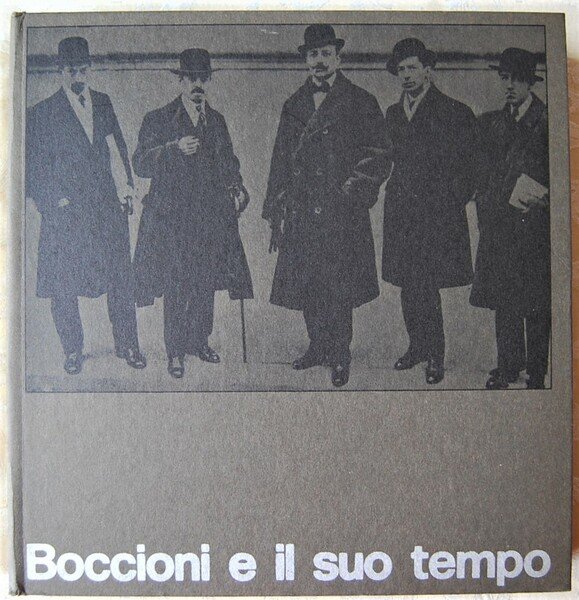 Boccioni e il suo tempo